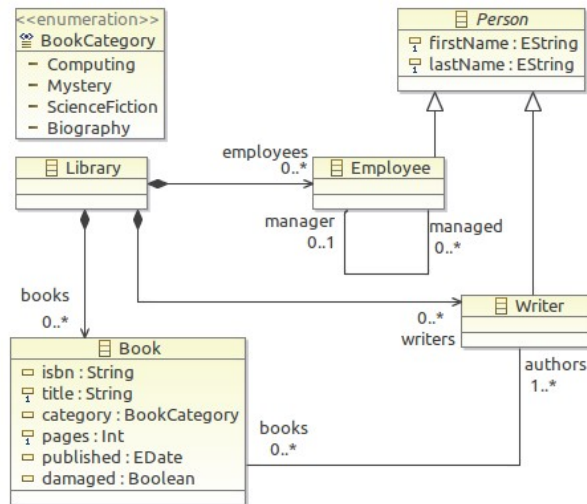 <<enumeration>>
BookCategory
Computing
Mystery
ScienceFiction
Biography
Person
firstName : EString
lastName : EString
Library
employees
0..*
Employee
manager
0..1
managed
0..*
books
0..*
0..*
writers
Writer
authors
1..*
Book
isbn : String
title : String
category : BookCategory
pages : Int
published : EDate
damaged : Boolean
books
0..*